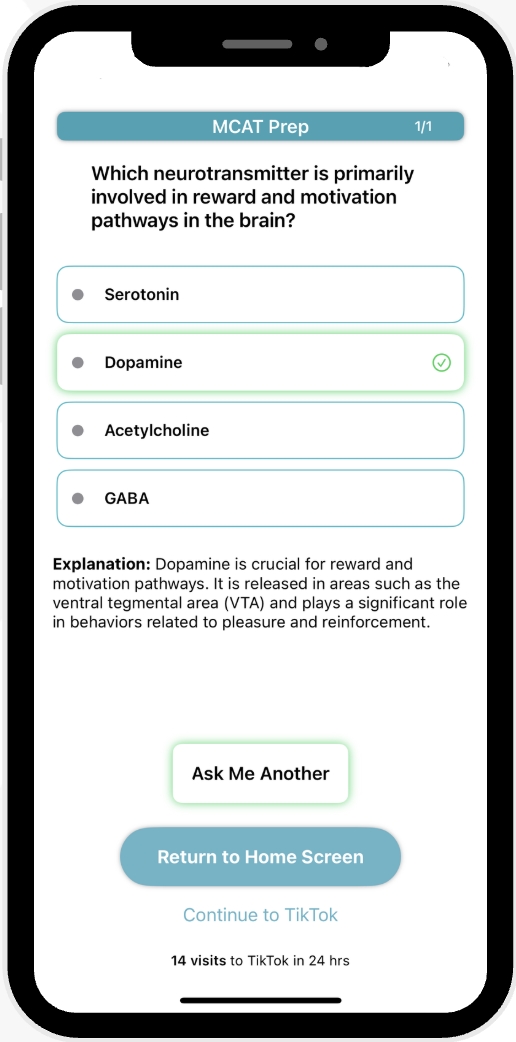 MCAT Prep 1/1
Which neurotransmitter is primarily
involved in reward and motivation
pathways in the brain?
Serotonin
Dopamine
Acetylcholine
GABA
Explanation: Dopamine is crucial for reward and
motivation pathways. It is released in areas such as the
ventral tegmental area (VTA) and plays a significant role
in behaviors related to pleasure and reinforcement.
Ask Me Another
Return to Home Screen
Continue to TikTok
14 visits to TikTok in 24 hrs